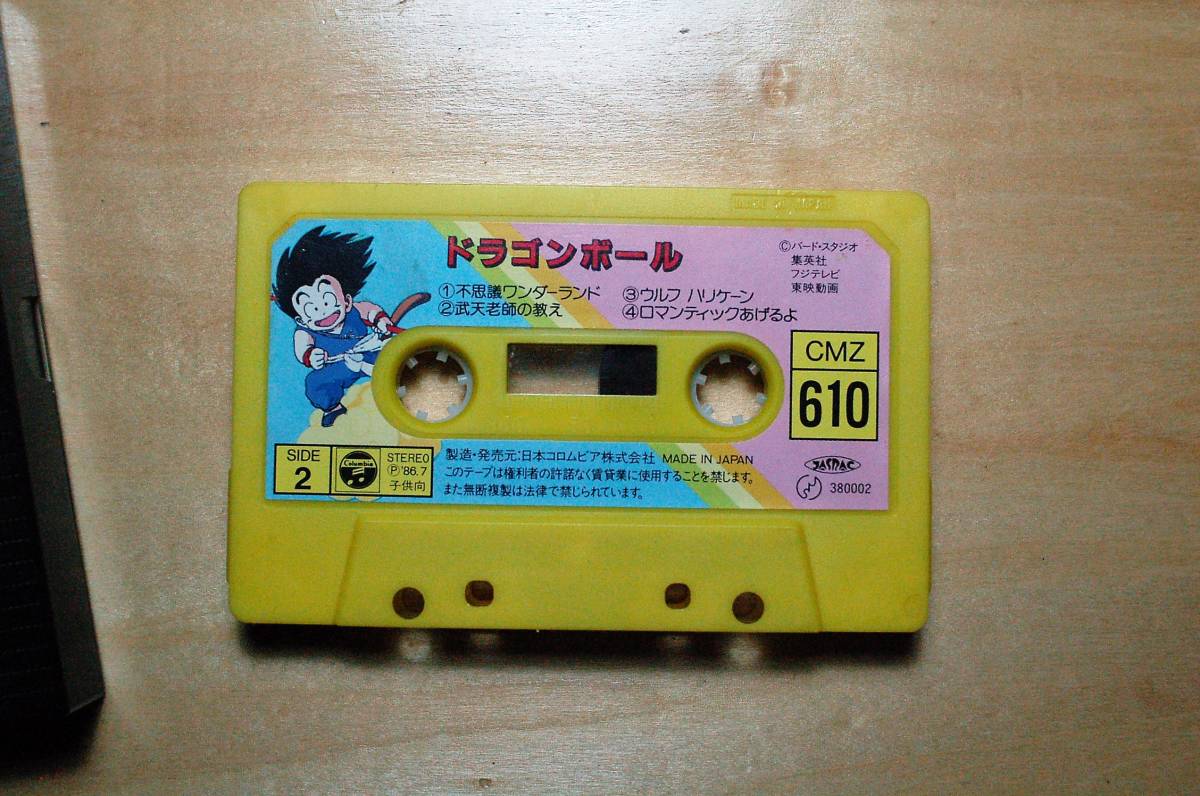 MADE IN JAPAN
ドラゴンボール
①不思議ワンダーランド
②武天老師の教え
③ウルフ ハリケーン
④ロマンティックあげるよ
©バード・スタジオ
集英社
フジテレビ
東映動画
CMZ
610
SIDE
2
Columbia
STEREO
Ⓟ'86.7
子供向
製造・発売元:日本コロムビア株式会社 MADE IN JAPAN
このテープは権利者の許諾なく賃貸業に使用することを禁じます。
また無断複製は法律で禁じられています。
JASRAC
380002